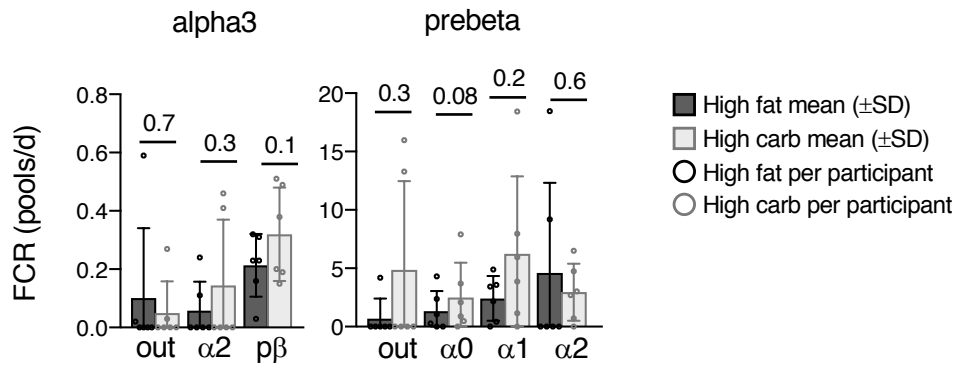 alpha3
prebeta
FCR (pools/d)
0.8
0.6
0.4
0.2
0.0
0.7
0.3
0.1
out α2 pβ
20
15
10
5
0
0.3
0.08
0.2
0.6
out α0 α1 α2
High fat mean (±SD)
High carb mean (±SD)
High fat per participant
High carb per participant